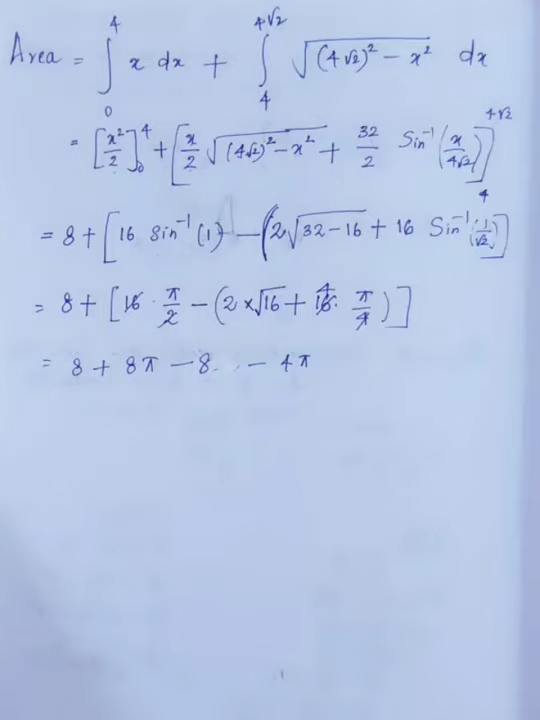 Area = ∫₀⁴ x dx + ∫₄^{4√2} √((4√2)² − x²) dx
= [x²/2]₀⁴ + [x/2 √((4√2)² − x²) + 32/2 Sin⁻¹(x/4√2)]₄^{4√2}
= 8 + [16 Sin⁻¹(1) − (2√(32−16) + 16 Sin⁻¹(1/√2)]
= 8 + [16 · π/2 − (2×√16 + 16 · π/4)]
= 8 + 8π − 8 − 4π